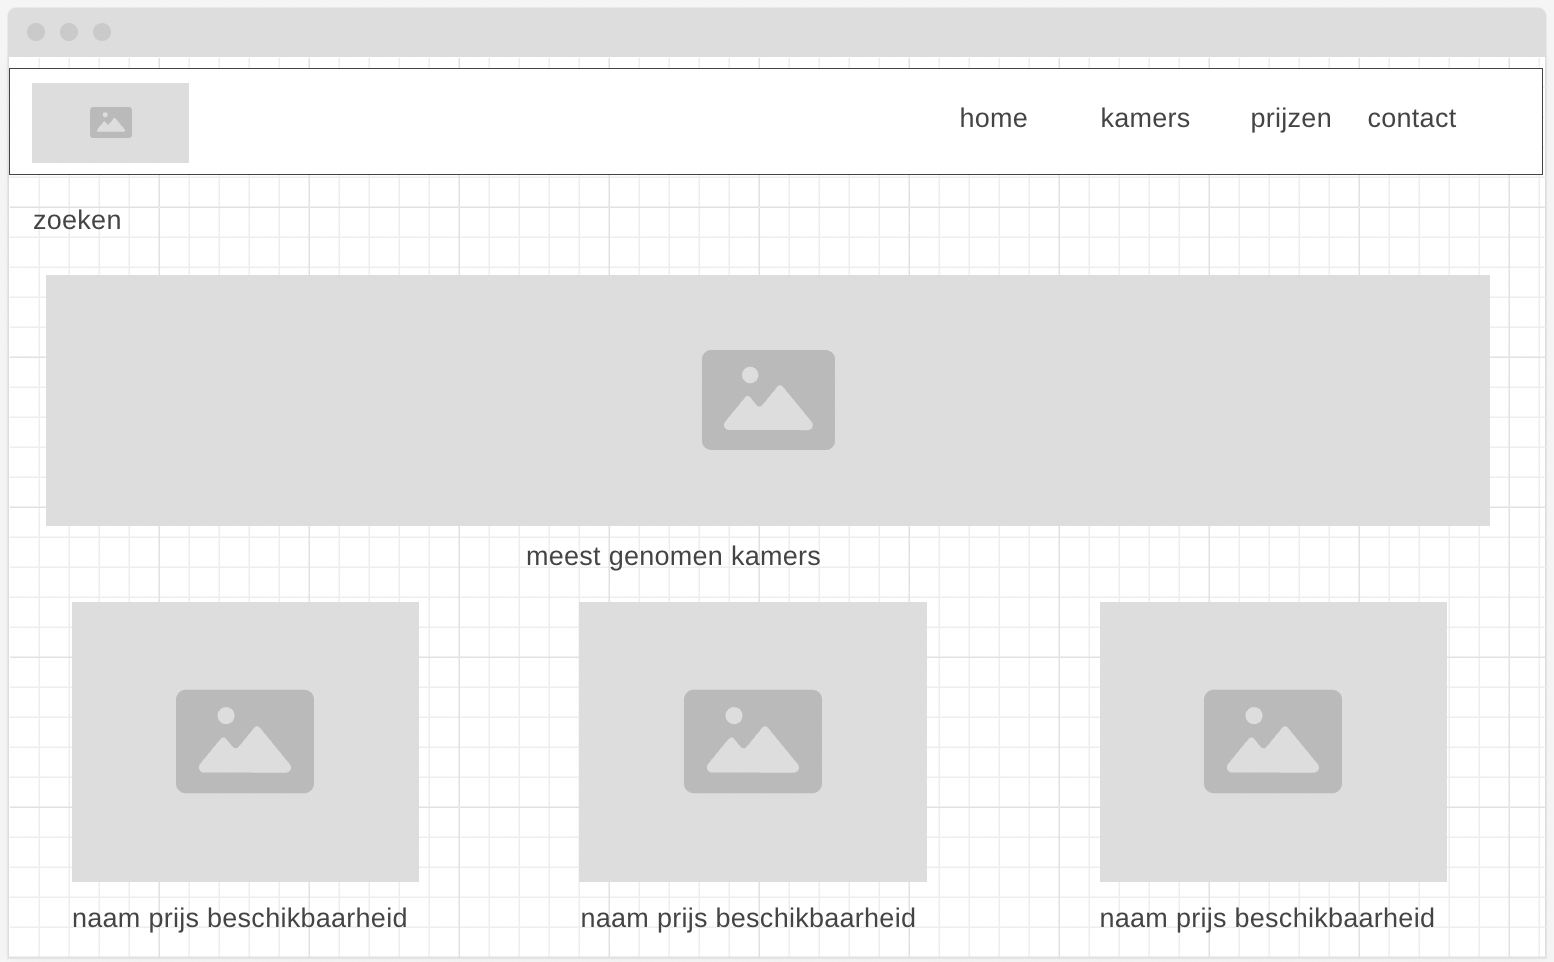 home kamers prijzen contact
zoeken
meest genomen kamers
naam prijs beschikbaarheid
naam prijs beschikbaarheid
naam prijs beschikbaarheid